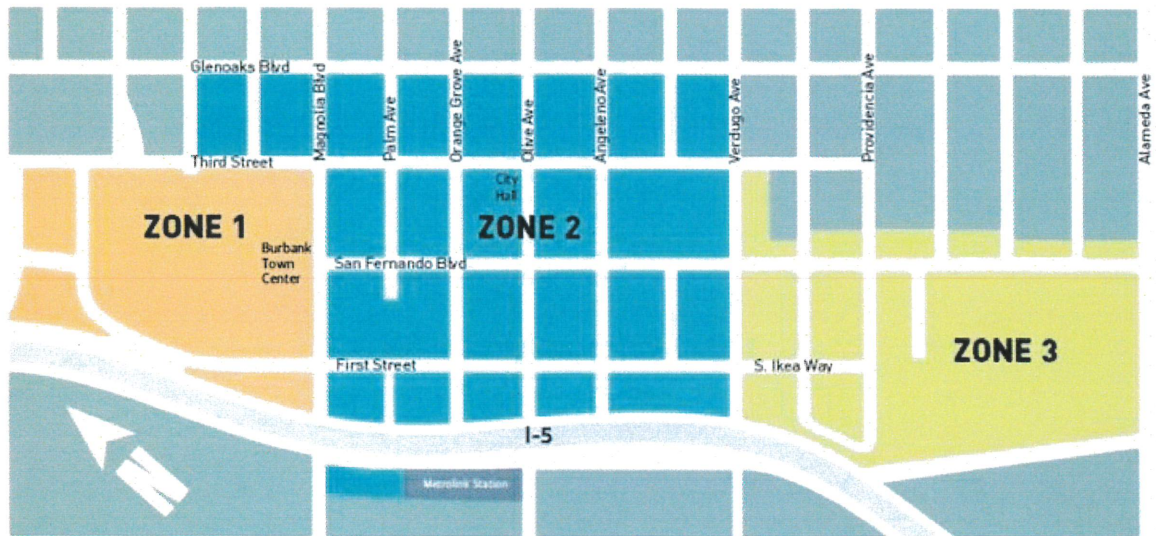 Glenoaks Blvd
Magnolia Blvd
Palm Ave
Orange Grove Ave
Olive Ave
Angeleno Ave
Verdugo Ave
Providencia Ave
Alameda Ave
Third Street
City
Hall
ZONE 1
ZONE 2
Burbank
Town
Center
San Fernando Blvd
ZONE 3
First Street
S. Ikea Way
I-5
N
Metrolink Station